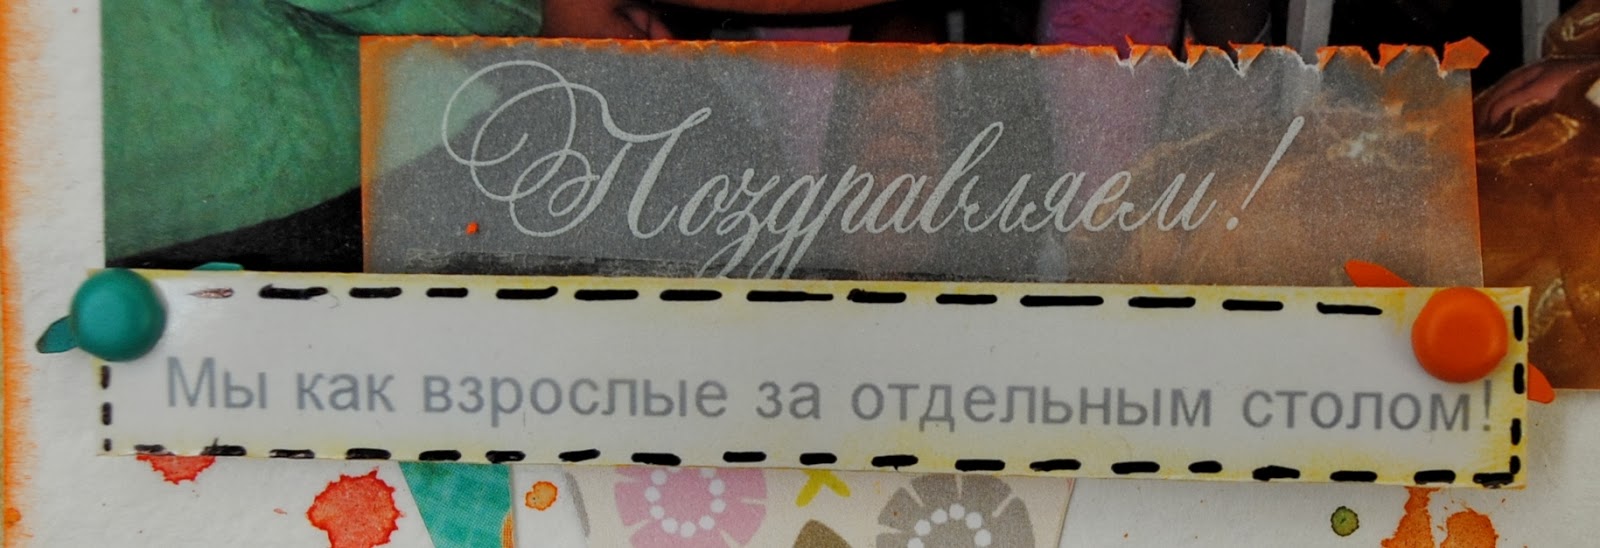 Поздравляем!
Мы как взрослые за отдельным столом!